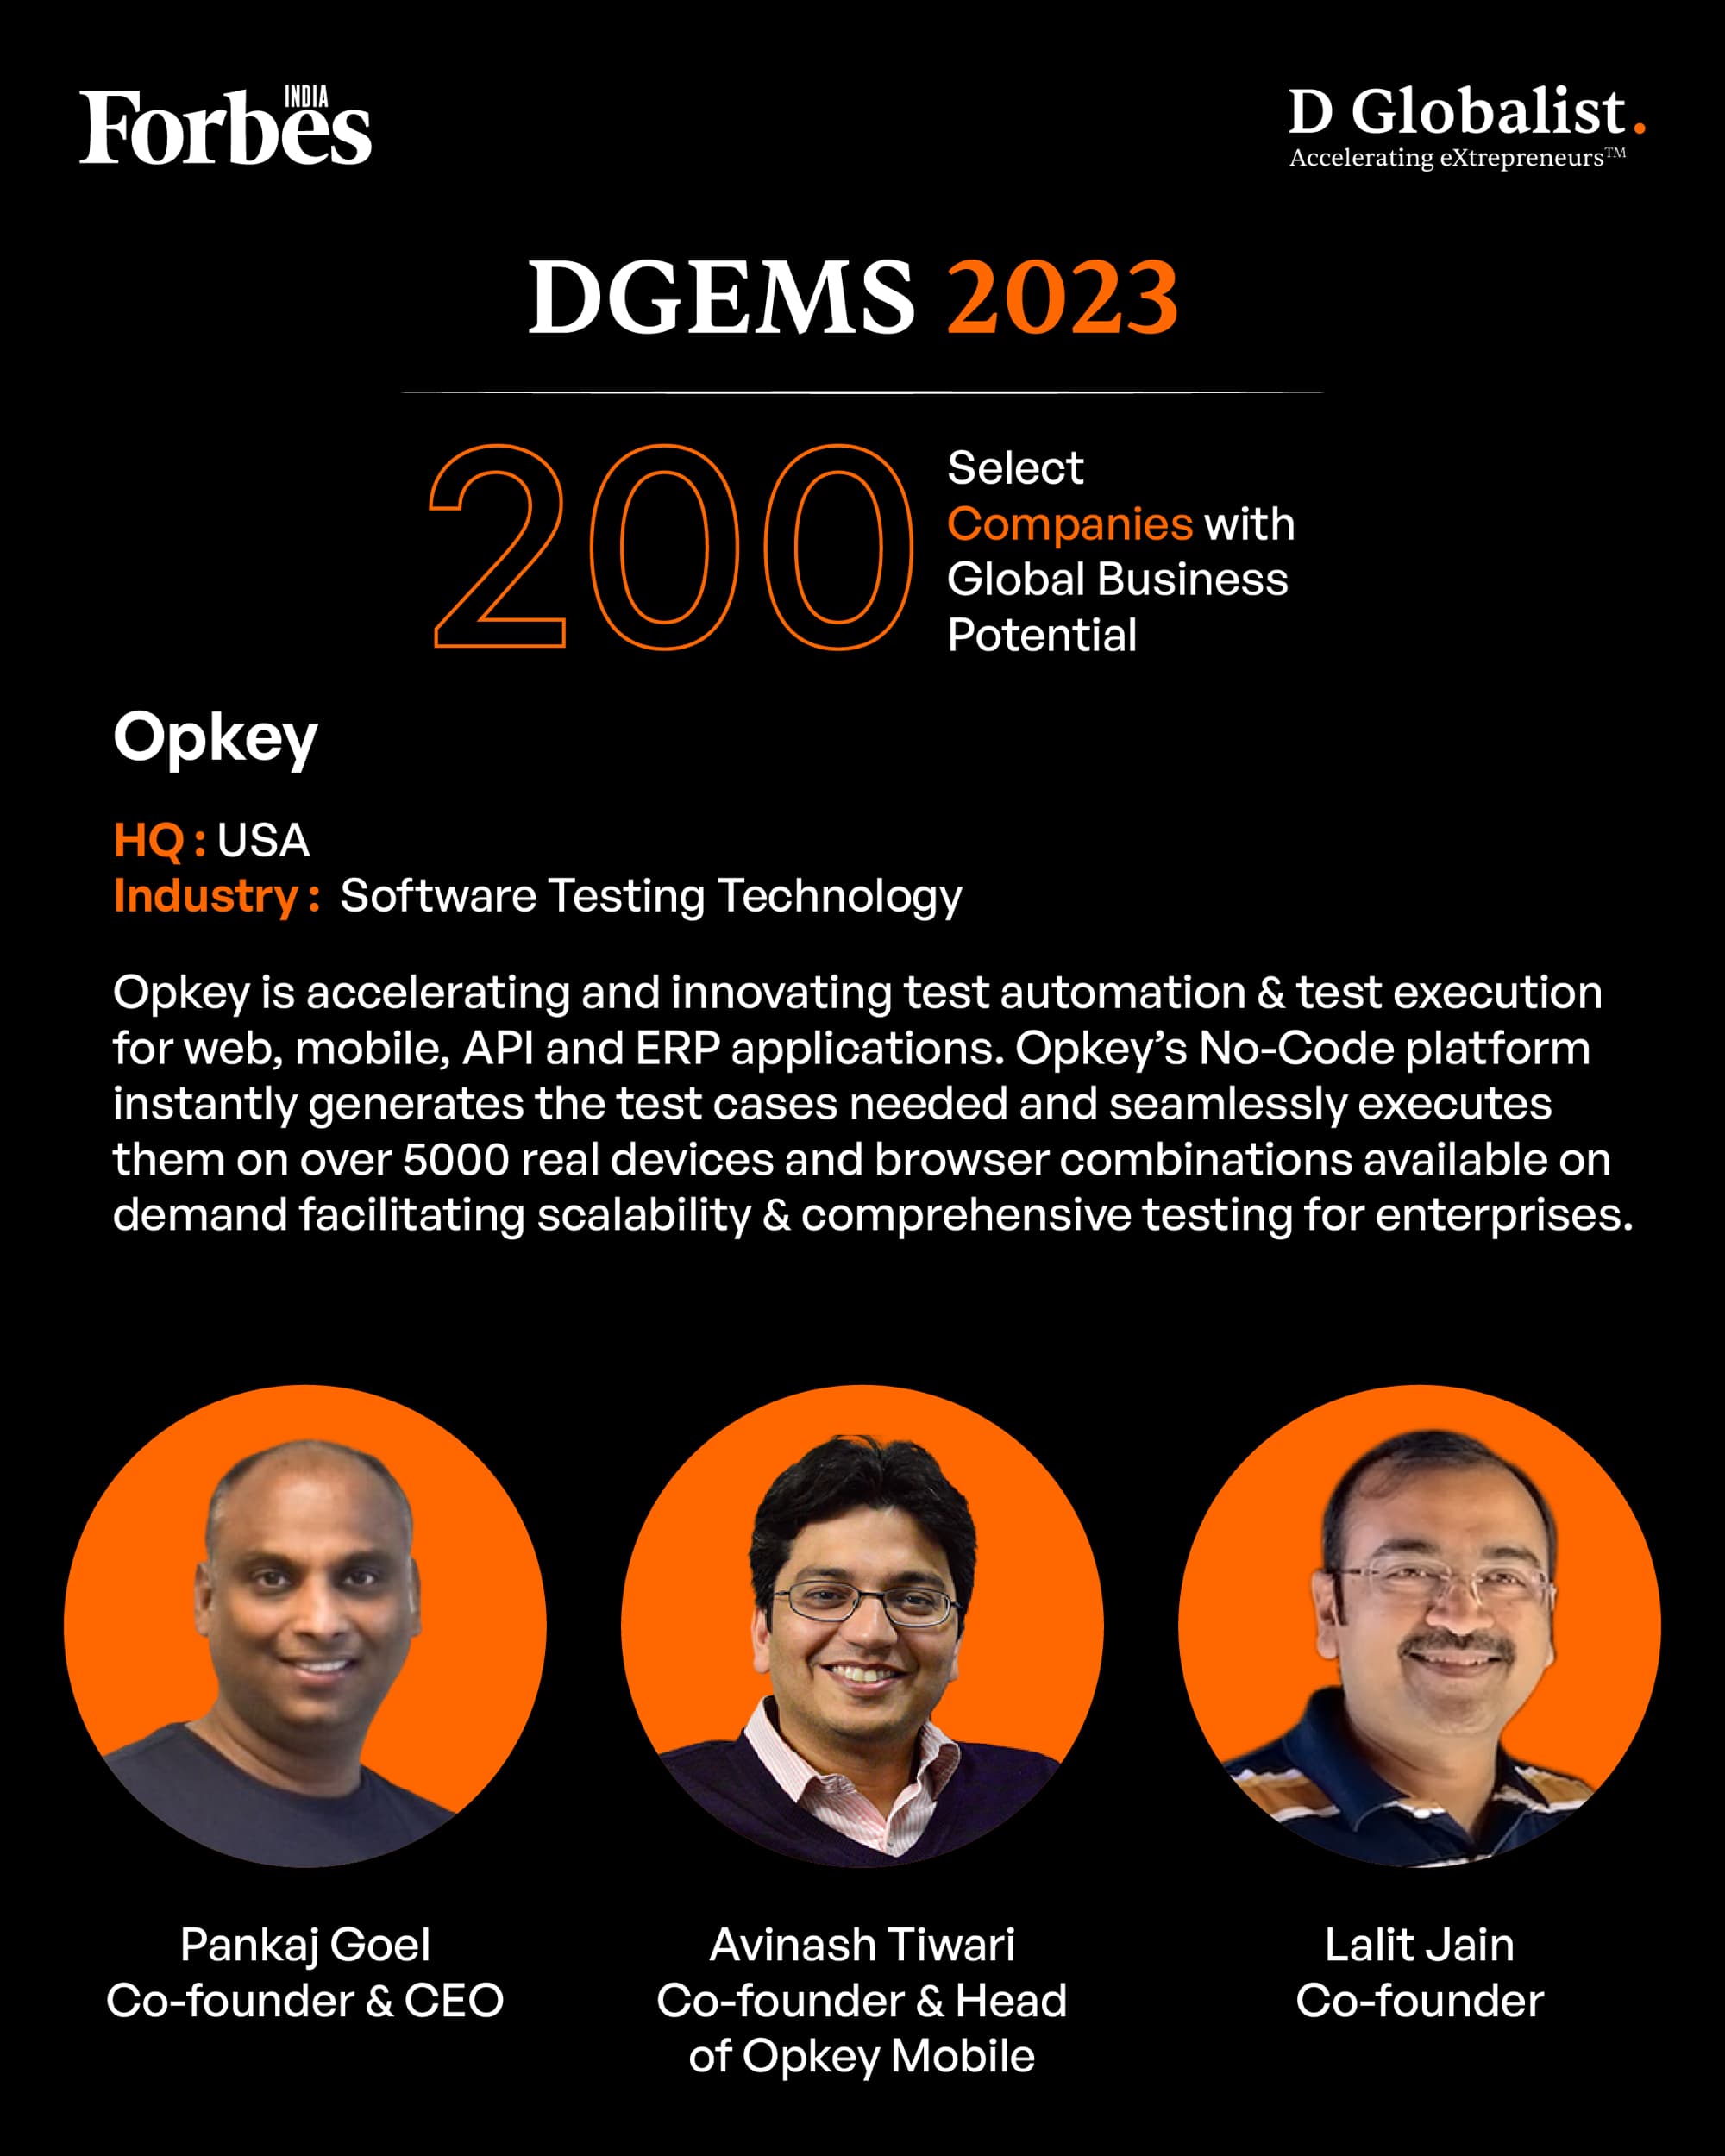 Forbes INDIA
D Globalist.
Accelerating eXtrepreneurs™
DGEMS 2023
200
Select
Companies with
Global Business
Potential
Opkey
HQ : USA
Industry : Software Testing Technology
Opkey is accelerating and innovating test automation & test execution
for web, mobile, API and ERP applications. Opkey’s No-Code platform
instantly generates the test cases needed and seamlessly executes
them on over 5000 real devices and browser combinations available on
demand facilitating scalability & comprehensive testing for enterprises.
Pankaj Goel
Co-founder & CEO
Avinash Tiwari
Co-founder & Head
of Opkey Mobile
Lalit Jain
Co-founder